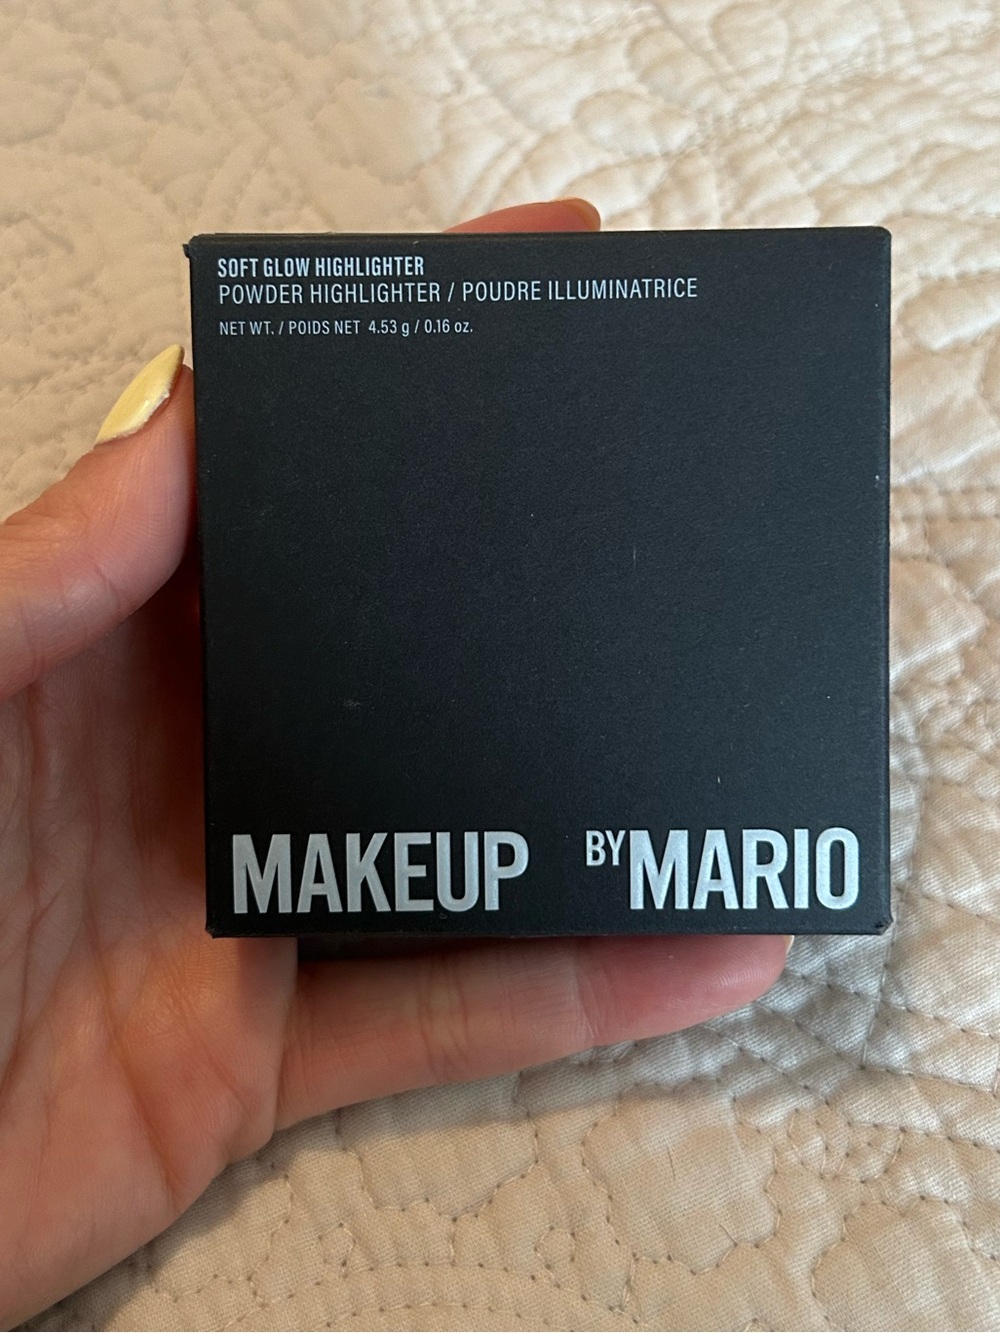 SOFT GLOW HIGHLIGHTER
POWDER HIGHLIGHTER / POUDRE ILLUMINATRICE
NET WT. / POIDS NET 4.53 g / 0.16 oz.
MAKEUP BY MARIO